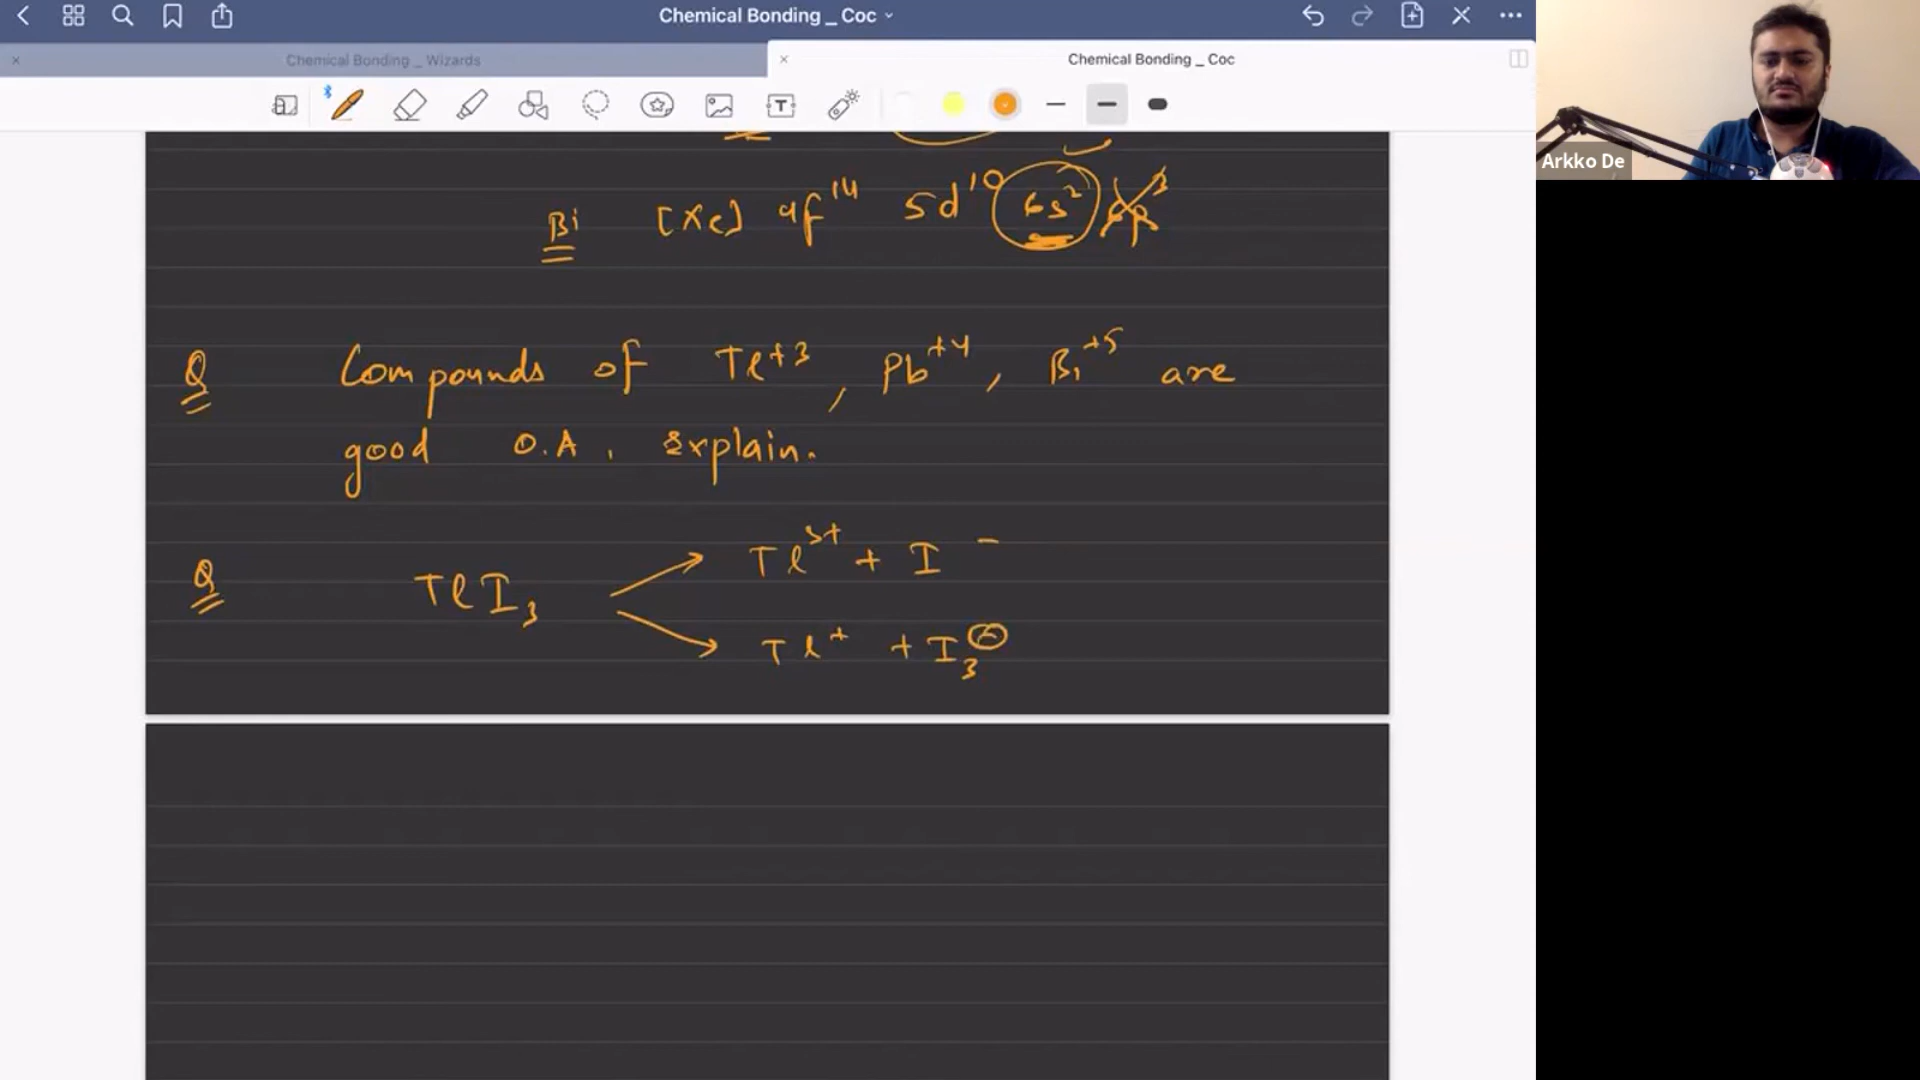 Chemical Bonding _ Coc
Chemical Bonding _ Wizards
Chemical Bonding _ Coc
Arkko De
Bi [Xe] 4f¹⁴ 5d¹⁰ 6s² 6p³
Q Compounds of Tl⁺³, Pb⁺⁴, Bi⁺⁵ are
good O.A. explain.
Q TlI₃ → Tl³⁺ + I⁻
→ Tl⁺ + I₃⁻